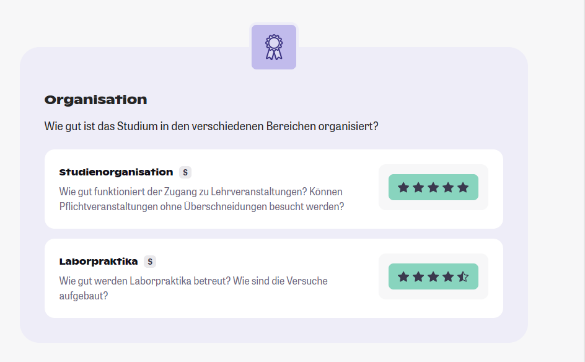 Organisation
Wie gut ist das Studium in den verschiedenen Bereichen organisiert?
Studienorganisation S
Wie gut funktioniert der Zugang zu Lehrveranstaltungen? Können
Pflichtveranstaltungen ohne Überschneidungen besucht werden?
Laborpraktika S
Wie gut werden Laborpraktika betreut? Wie sind die Versuche
aufgebaut?